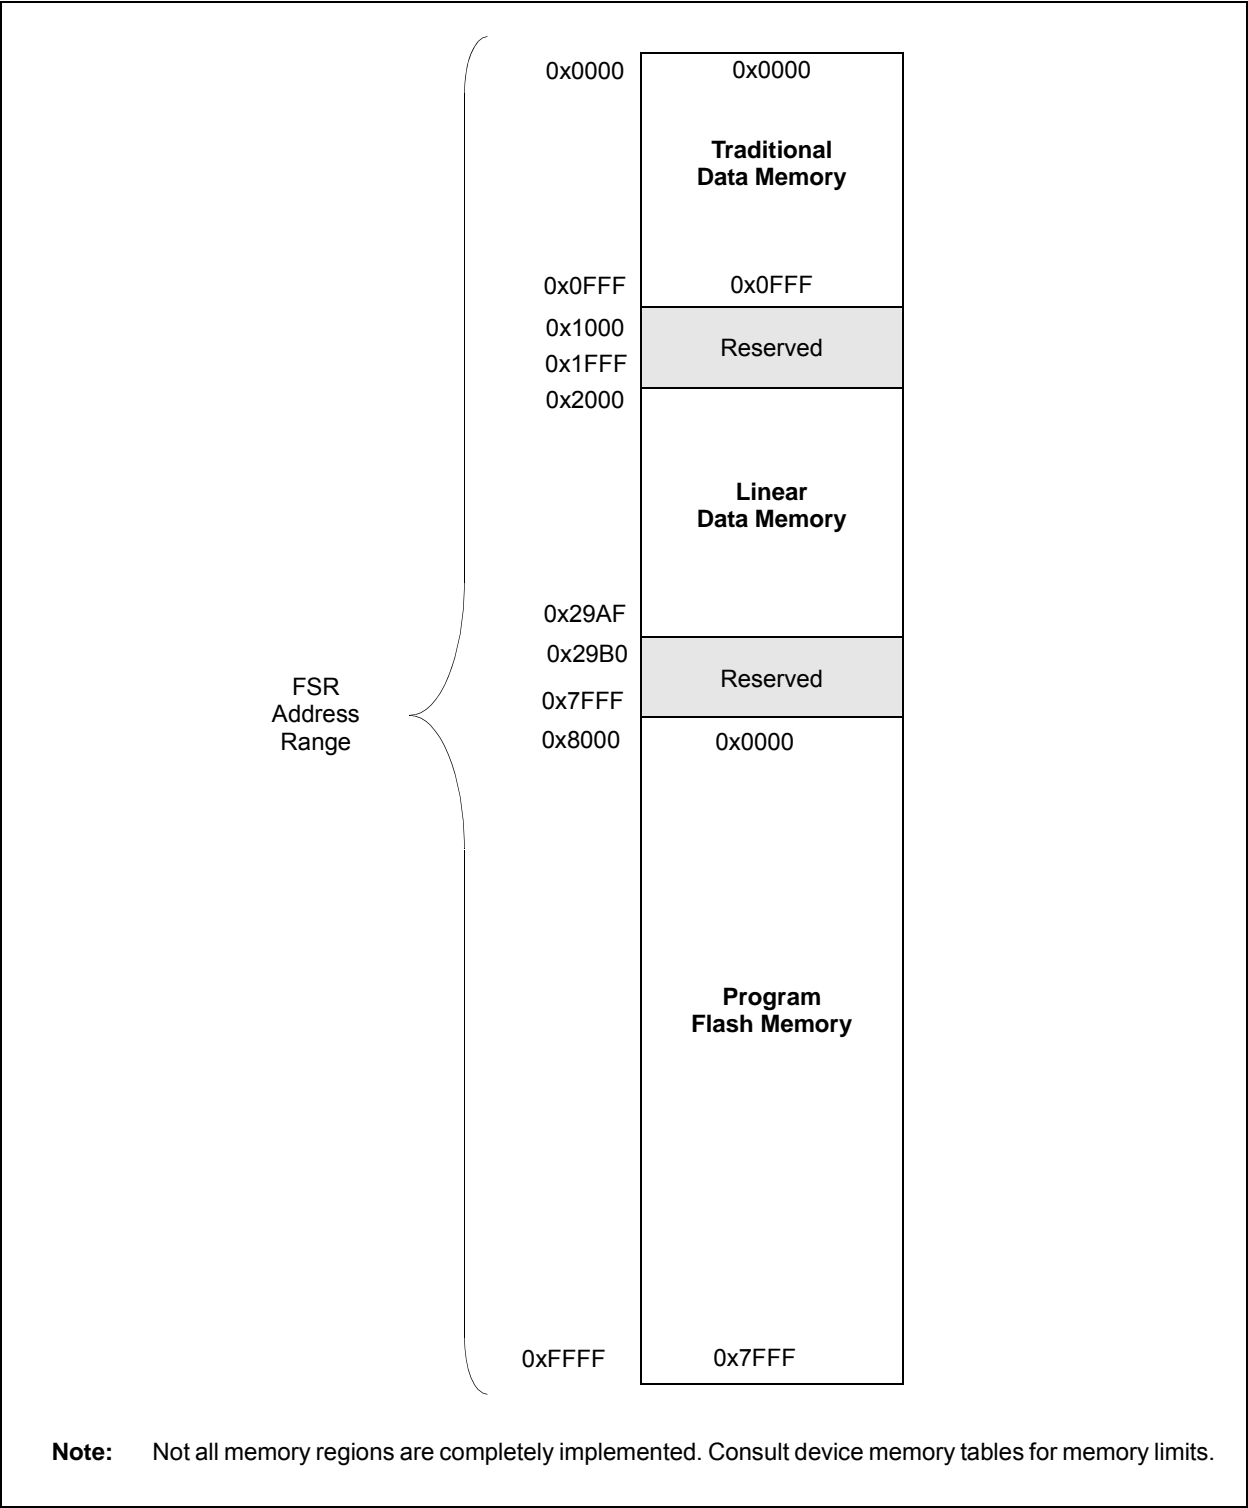 0x0000 0x0000
Traditional
Data Memory
0x0FFF 0x0FFF
0x1000
Reserved
0x1FFF
0x2000
Linear
Data Memory
0x29AF
0x29B0
Reserved
0x7FFF
FSR
Address
Range
0x8000 0x0000
Program
Flash Memory
0xFFFF 0x7FFF
Note: Not all memory regions are completely implemented. Consult device memory tables for memory limits.